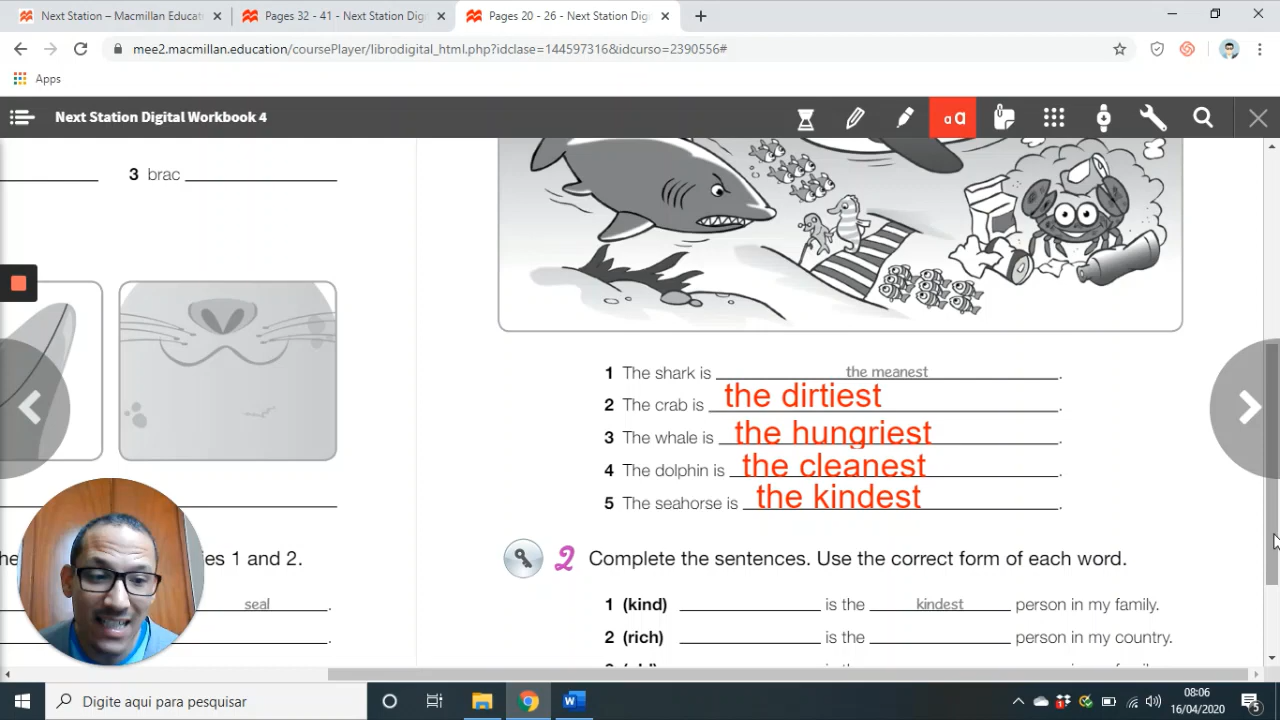 Next Station – Macmillan Educat
Pages 32 - 41 - Next Station Dig
Pages 20 - 26 - Next Station Dig
mee2.macmillan.education/coursePlayer/librodigital_html.php?idclase=144597316&idcurso=2390556#
Apps
Next Station Digital Workbook 4
a a
3 brac
1 The shark is the meanest.
2 The crab is the dirtiest.
3 The whale is the hungriest.
4 The dolphin is the cleanest.
5 The seahorse is the kindest.
es 1 and 2.
seal.
2 Complete the sentences. Use the correct form of each word.
1 (kind) is the kindest person in my family.
2 (rich) is the person in my country.
Digite aqui para pesquisar
08:06
16/04/2020
5